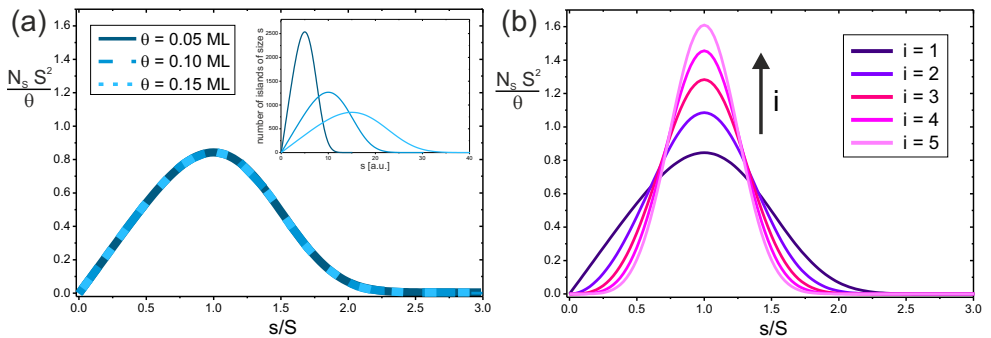 (a)
θ = 0.05 ML
θ = 0.10 ML
θ = 0.15 ML
number of islands of size s
2500
2000
1500
1000
500
0
0 10 20 30 40
s [a.u.]
N_S S²
θ
1.6
1.4
1.2
1.0
0.8
0.6
0.4
0.2
0.0
0.0 0.5 1.0 1.5 2.0 2.5 3.0
s/S
(b)
i = 1
i = 2
i = 3
i = 4
i = 5
i
N_S S²
θ
1.6
1.4
1.2
1.0
0.8
0.6
0.4
0.2
0.0
0.0 0.5 1.0 1.5 2.0 2.5 3.0
s/S